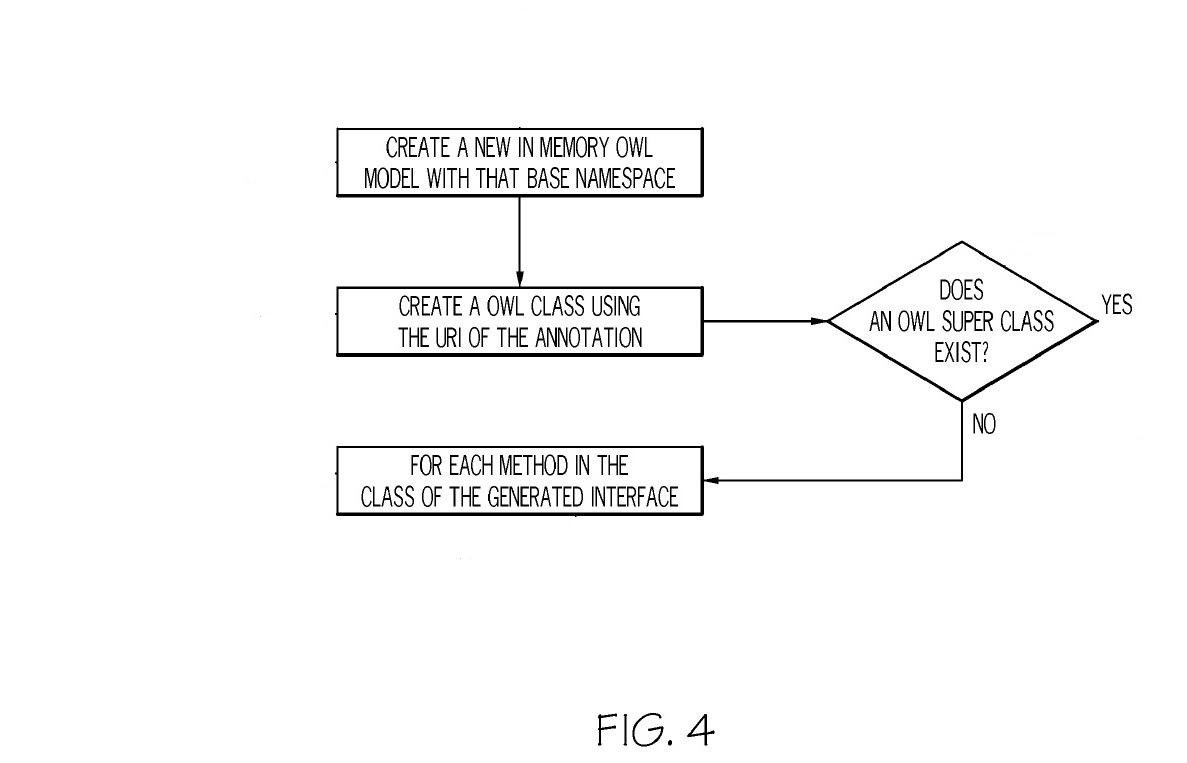 CREATE A NEW IN MEMORY OWL
MODEL WITH THAT BASE NAMESPACE
CREATE A OWL CLASS USING
THE URI OF THE ANNOTATION
DOES
AN OWL SUPER CLASS
EXIST?
YES
NO
FOR EACH METHOD IN THE
CLASS OF THE GENERATED INTERFACE
FIG. 4